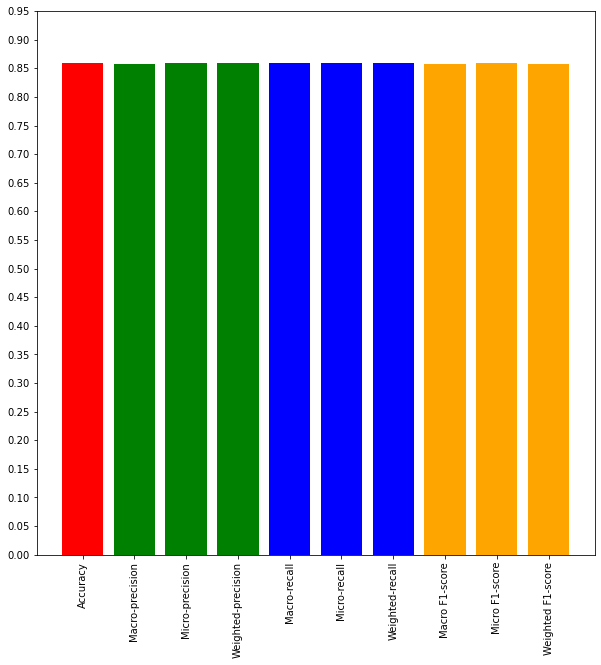 0.95
0.90
0.85
0.80
0.75
0.70
0.65
0.60
0.55
0.50
0.45
0.40
0.35
0.30
0.25
0.20
0.15
0.10
0.05
0.00
Accuracy
Macro-precision
Micro-precision
Weighted-precision
Macro-recall
Micro-recall
Weighted-recall
Macro F1-score
Micro F1-score
Weighted F1-score